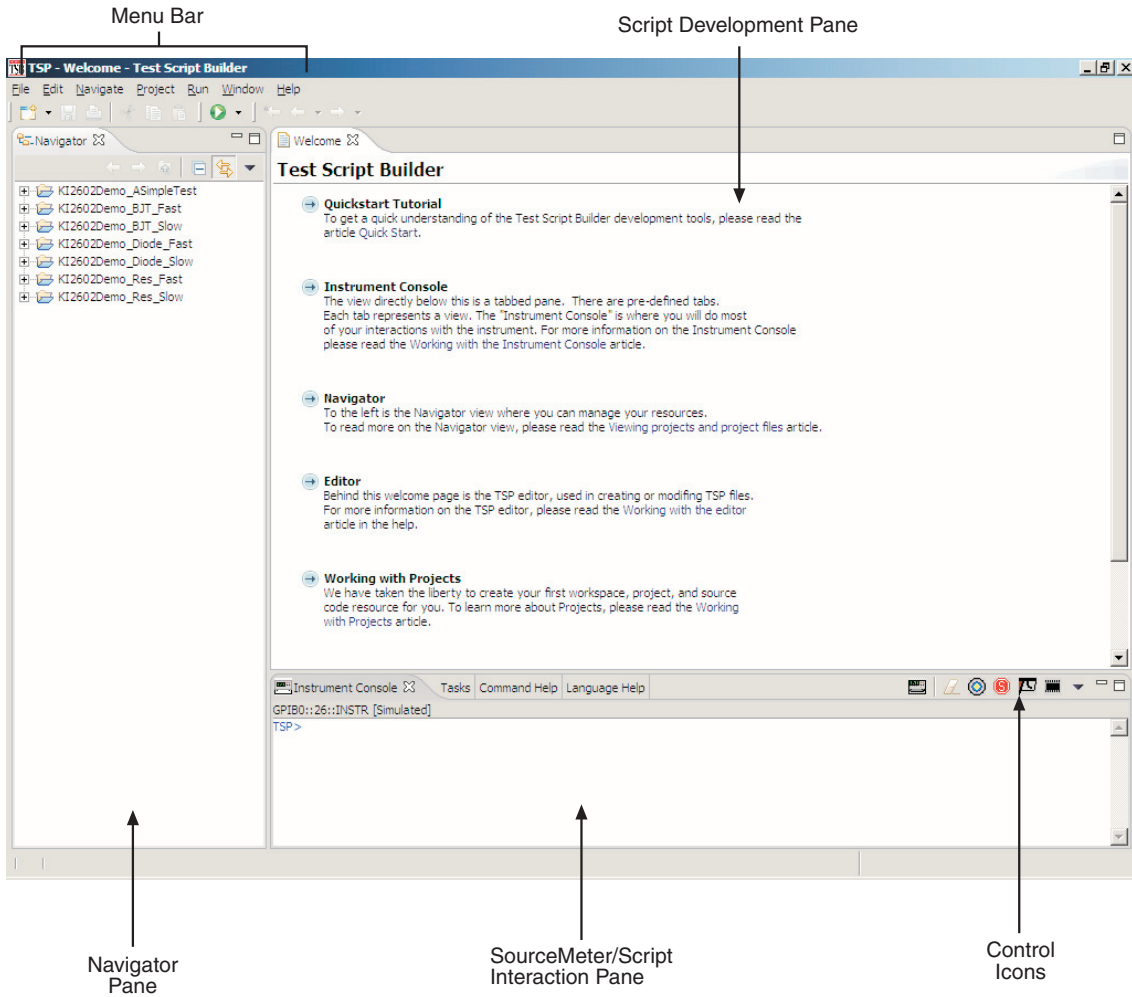 Menu Bar
Script Development Pane
TSP - Welcome - Test Script Builder
File Edit Navigate Project Run Window Help
Navigator
Welcome
Test Script Builder
KI2602Demo_ASimpleTest
KI2602Demo_BJT_Fast
KI2602Demo_BJT_Slow
KI2602Demo_Diode_Fast
KI2602Demo_Diode_Slow
KI2602Demo_Res_Fast
KI2602Demo_Res_Slow
Quickstart Tutorial
To get a quick understanding of the Test Script Builder development tools, please read the
article Quick Start.
Instrument Console
The view directly below this is a tabbed pane. There are pre-defined tabs.
Each tab represents a view. The "Instrument Console" is where you will do most
of your interactions with the instrument. For more information on the Instrument Console
please read the Working with the Instrument Console article.
Navigator
To the left is the Navigator view where you can manage your resources.
To read more on the Navigator view, please read the Viewing projects and project files article.
Editor
Behind this welcome page is the TSP editor, used in creating or modifing TSP files.
For more information on the TSP editor, please read the Working with the editor
article in the help.
Working with Projects
We have taken the liberty to create your first workspace, project, and source
code resource for you. To learn more about Projects, please read the Working
with Projects article.
Instrument Console Tasks Command Help Language Help
GPIB0::26::INSTR [Simulated]
TSP>
Navigator
Pane
SourceMeter/Script
Interaction Pane
Control
Icons